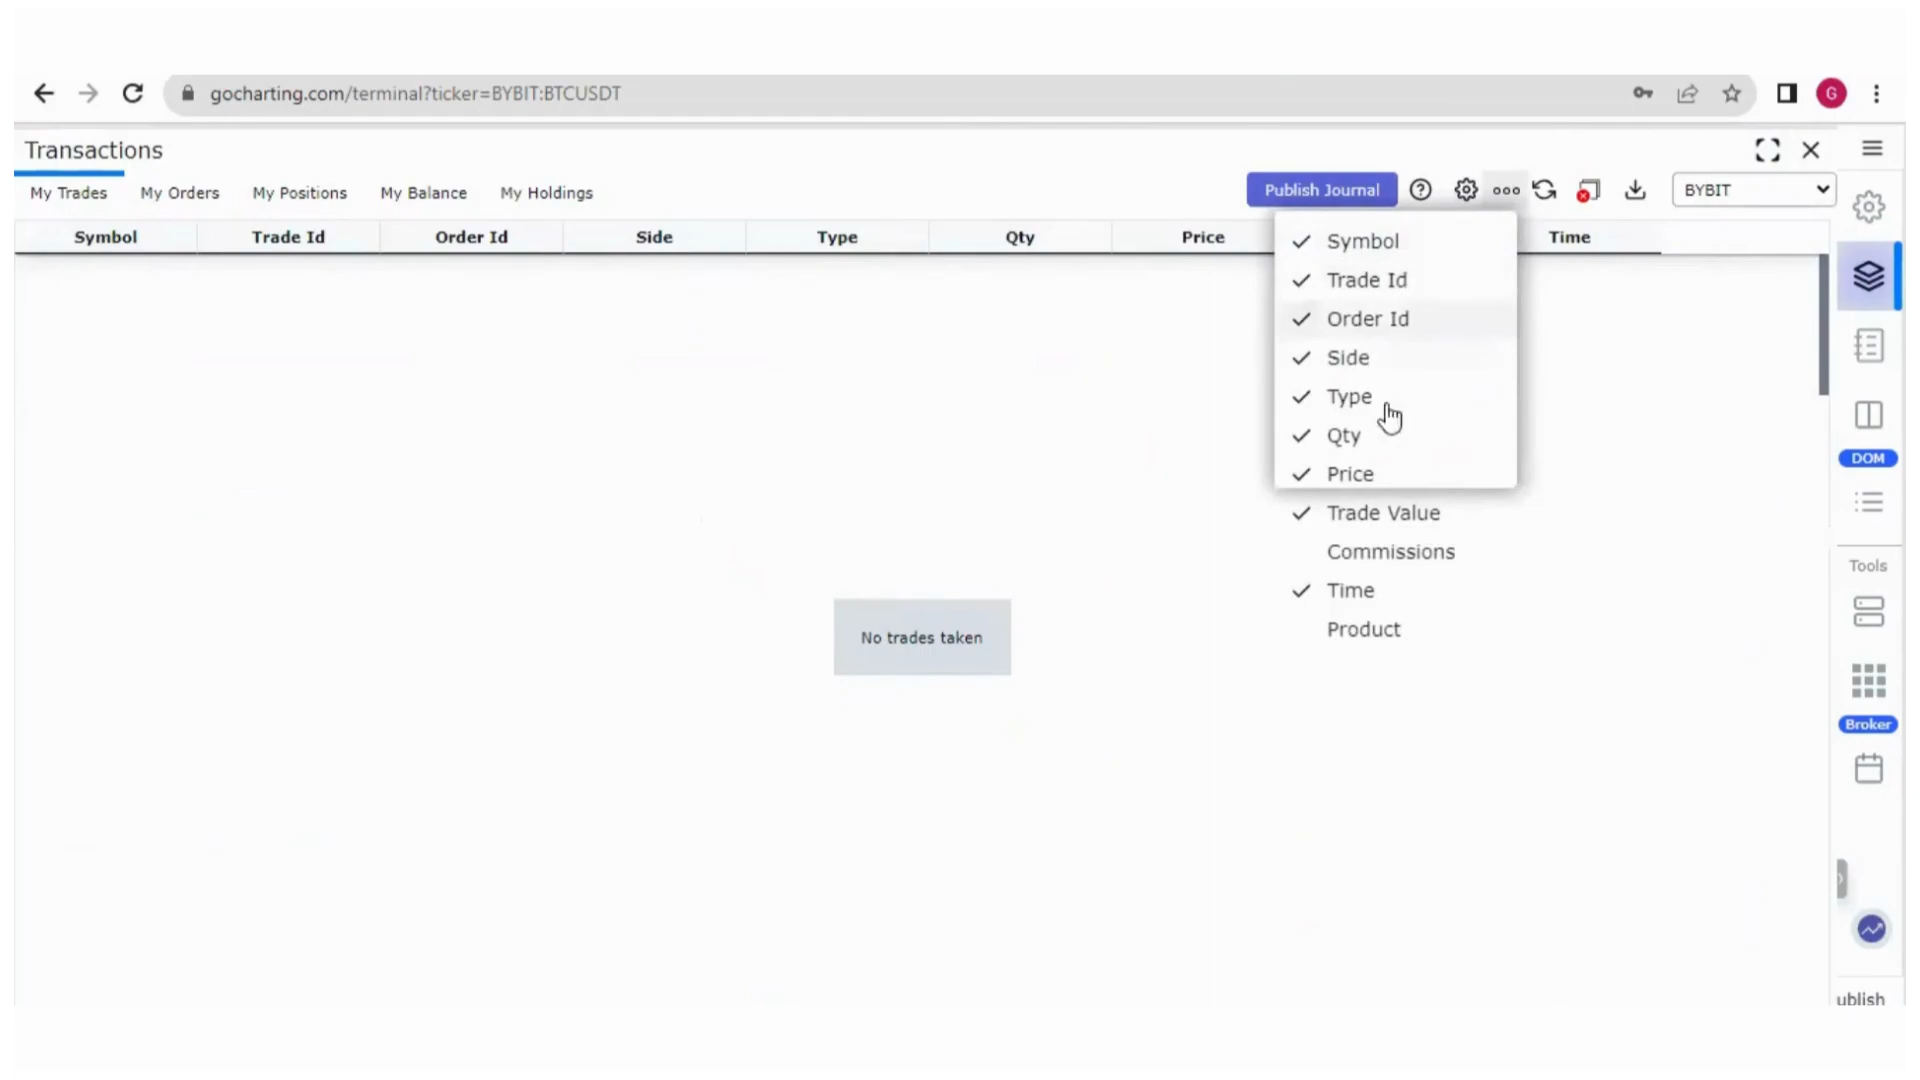 gocharting.com/terminal?ticker=BYBIT:BTCUSDT
G
Transactions
My Trades My Orders My Positions My Balance My Holdings
Publish Journal
BYBIT
Symbol Trade Id Order Id Side Type Qty Price Time
Symbol
Trade Id
Order Id
Side
Type
Qty
Price
Trade Value
Commissions
Time
Product
No trades taken
DOM
Tools
Broker
ublish